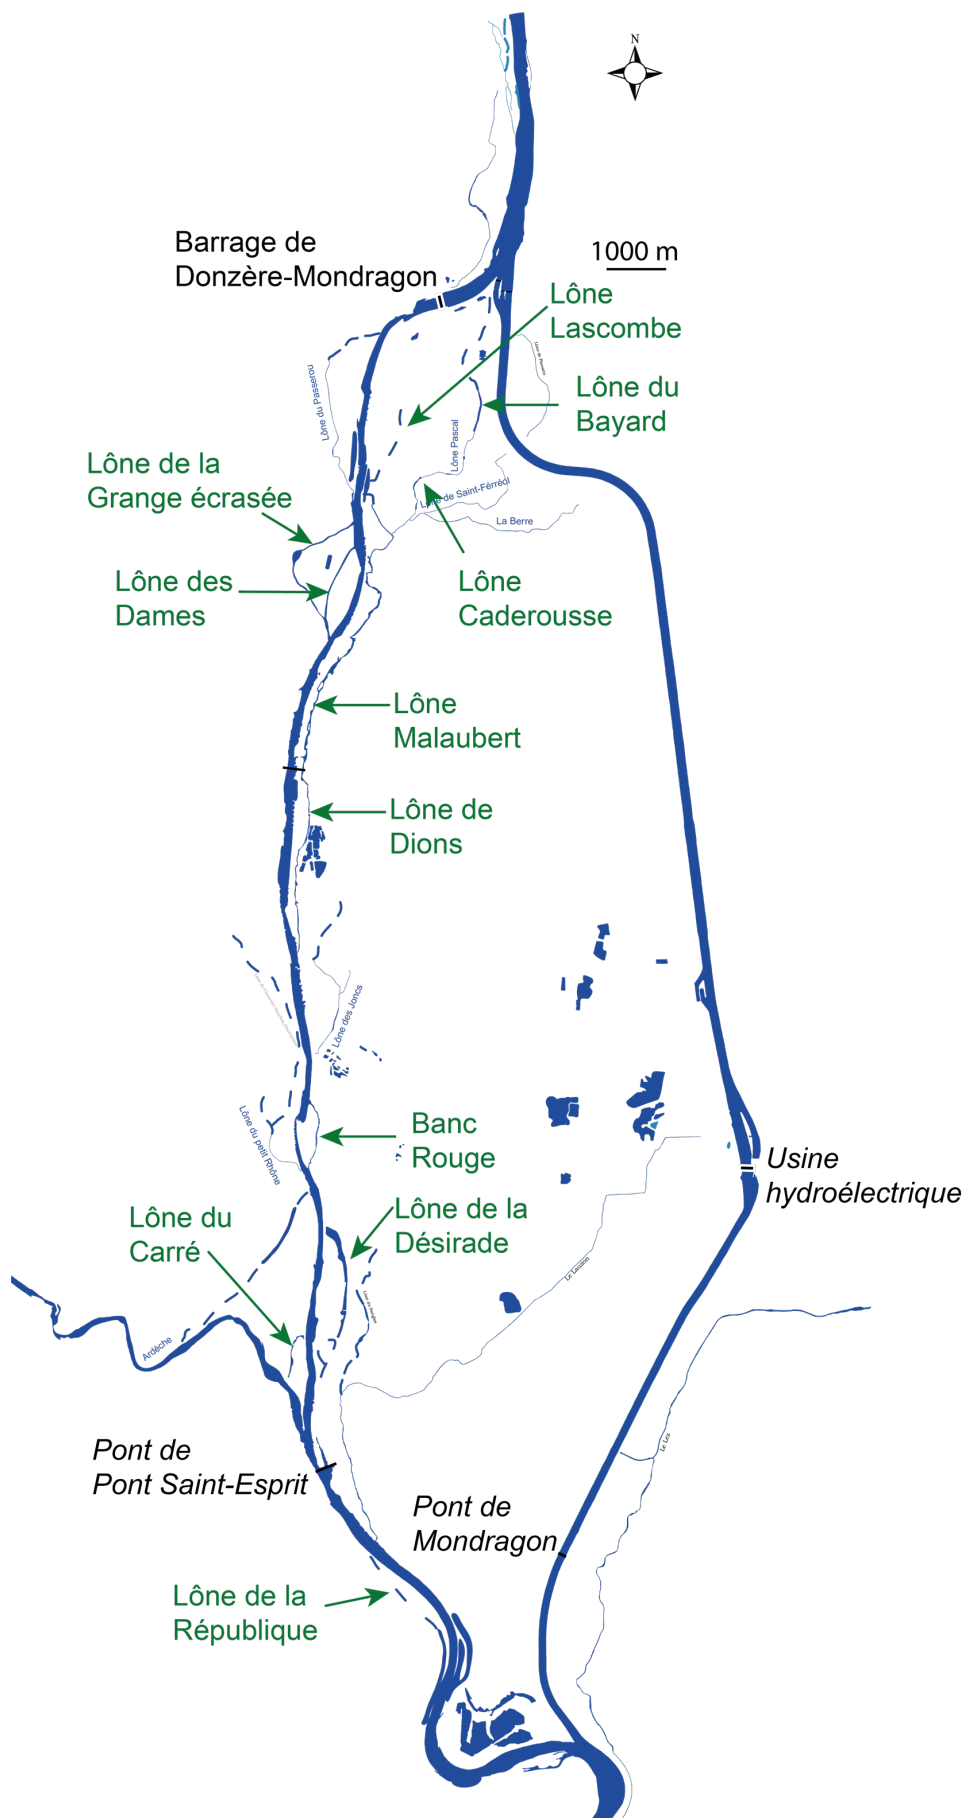 N
Barrage de
Donzère-Mondragon
1000 m
Lône
Lascombe
Lône du
Bayard
Lône du Passerou
Lône Pascal
Lône de la
Grange écrasée
Lône de Saint-Férréol
La Berre
Lône des
Dames
Lône
Caderousse
Lône
Malaubert
Lône de
Dions
Lône des Joncs
Banc
Rouge
Lône du petit Rhône
Usine
hydroélectrique
Lône du
Carré
Lône de la
Désirade
Le Lauzon
Ardèche
Le Lez
Pont de
Pont Saint-Esprit
Pont de
Mondragon
Lône de la
République